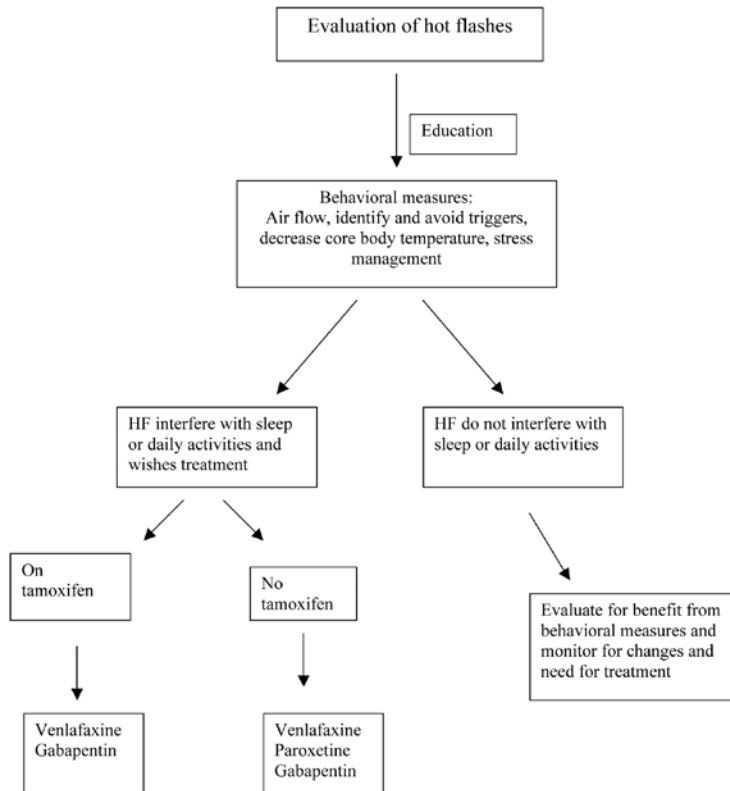 Evaluation of hot flashes
Education
Behavioral measures:
Air flow, identify and avoid triggers,
decrease core body temperature, stress
management
HF interfere with sleep
or daily activities and
wishes treatment
HF do not interfere with
sleep or daily activities
On
tamoxifen
No
tamoxifen
Evaluate for benefit from
behavioral measures and
monitor for changes and
need for treatment
Venlafaxine
Gabapentin
Venlafaxine
Paroxetine
Gabapentin